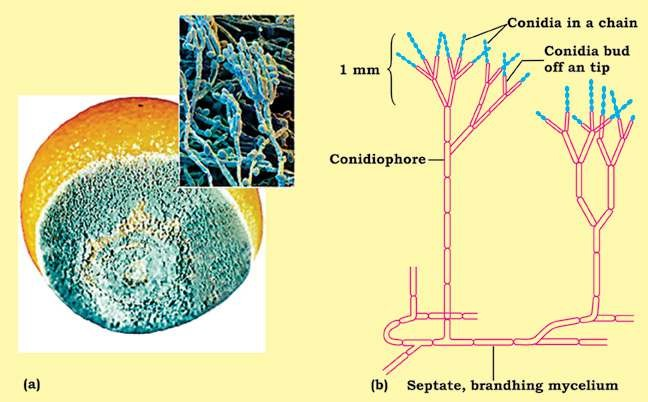 Conidia in a chain
Conidia bud
off an tip
1 mm
Conidiophore
(a)
(b)
Septate, brandhing mycelium